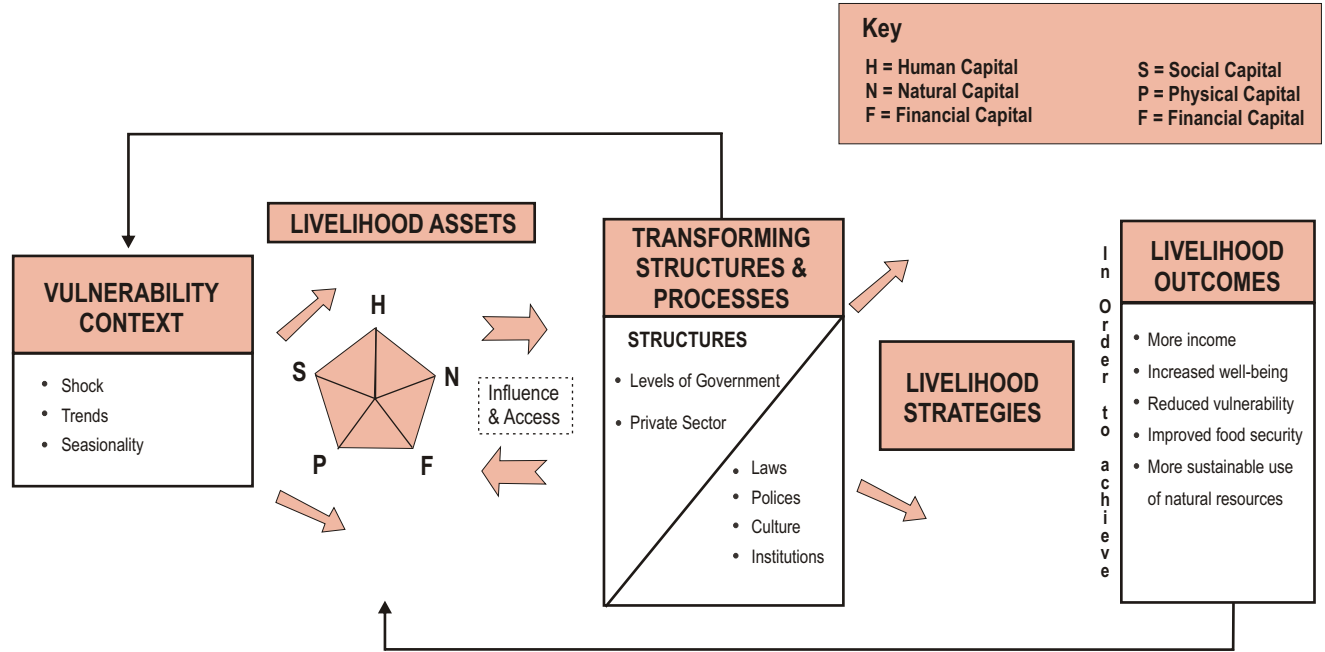 Key
H = Human Capital
N = Natural Capital
F = Financial Capital
S = Social Capital
P = Physical Capital
F = Financial Capital
VULNERABILITY
CONTEXT
• Shock
• Trends
• Seasonality
LIVELIHOOD ASSETS
H
S
N
P
F
Influence
& Access
TRANSFORMING
STRUCTURES &
PROCESSES
STRUCTURES
• Levels of Government
• Private Sector
• Laws
• Polices
• Culture
• Institutions
LIVELIHOOD
STRATEGIES
In Order to achieve
LIVELIHOOD
OUTCOMES
• More income
• Increased well-being
• Reduced vulnerability
• Improved food security
• More sustainable use
of natural resources